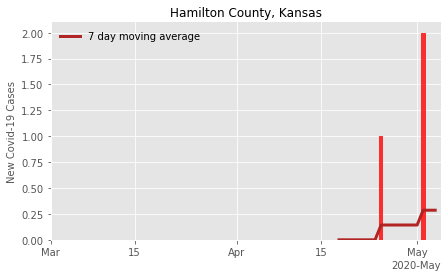 Hamilton County, Kansas
7 day moving average
New Covid-19 Cases
2.00
1.75
1.50
1.25
1.00
0.75
0.50
0.25
0.00
Mar
15
Apr
15
May
2020-May